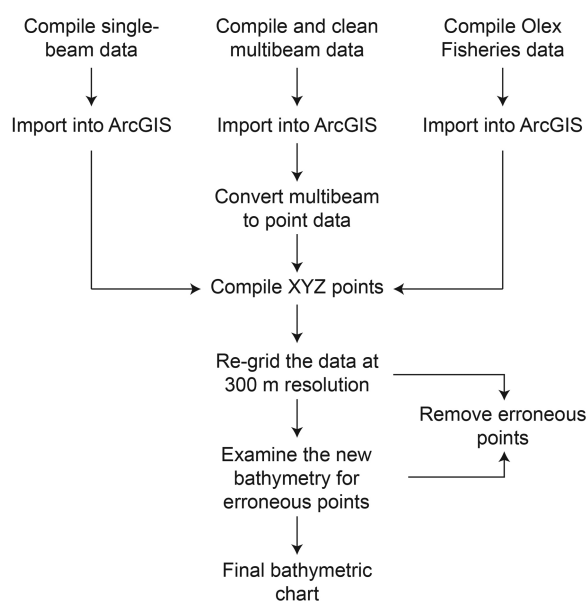 Compile single-
beam data
Compile and clean
multibeam data
Compile Olex
Fisheries data
Import into ArcGIS
Import into ArcGIS
Import into ArcGIS
Convert multibeam
to point data
Compile XYZ points
Re-grid the data at
300 m resolution
Remove erroneous
points
Examine the new
bathymetry for
erroneous points
Final bathymetric
chart